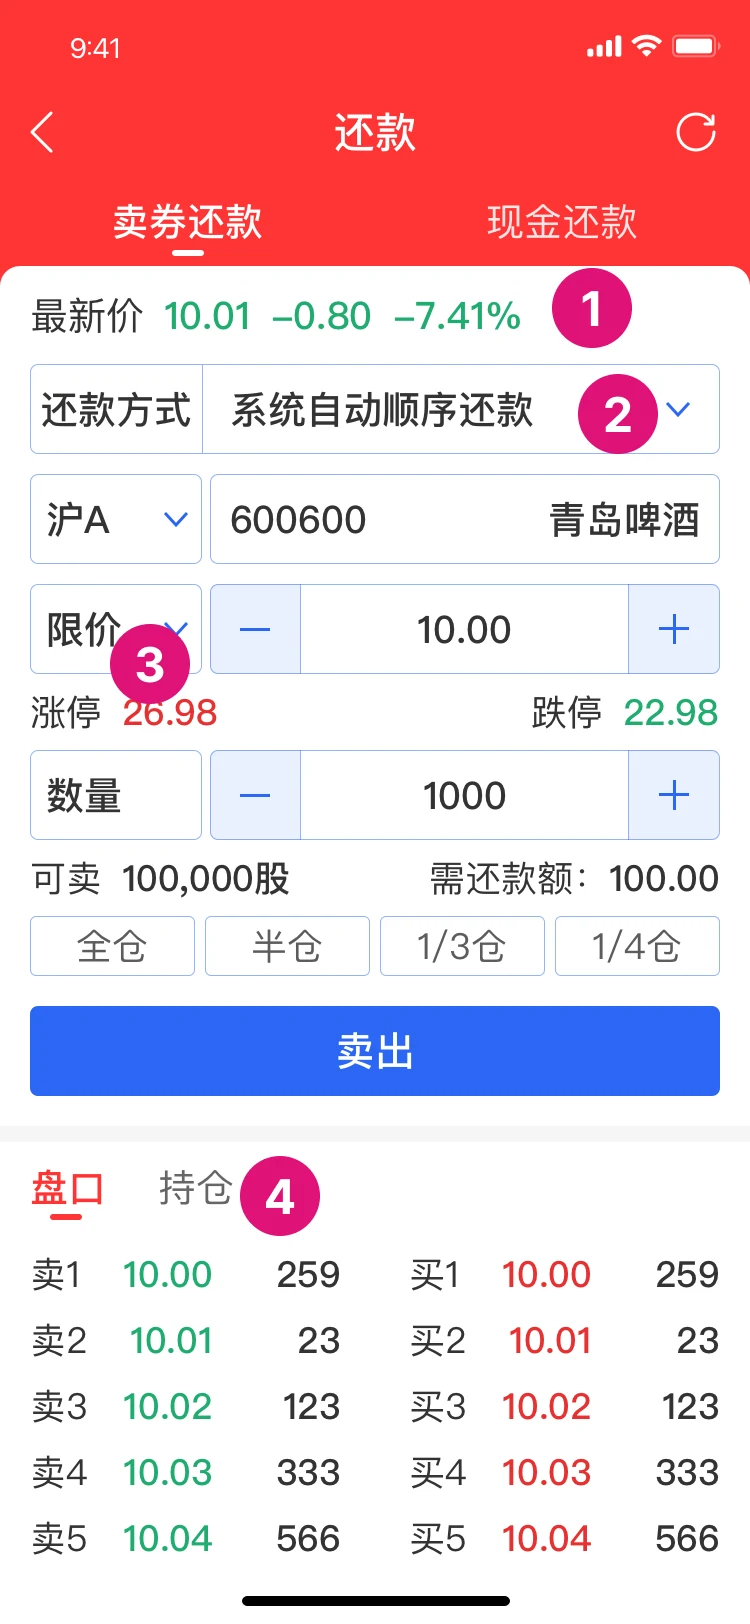 9:41
还款
卖券还款 现金还款
最新价 10.01 -0.80 -7.41% 1
还款方式 系统自动顺序还款 2
沪A 600600 青岛啤酒
限价 10.00
3
涨停 26.98 跌停 22.98
数量 1000
可卖 100,000股 需还款额：100.00
全仓 半仓 1/3仓 1/4仓
卖出
盘口 持仓 4
卖1 10.00 259 买1 10.00 259
卖2 10.01 23 买2 10.01 23
卖3 10.02 123 买3 10.02 123
卖4 10.03 333 买4 10.03 333
卖5 10.04 566 买5 10.04 566